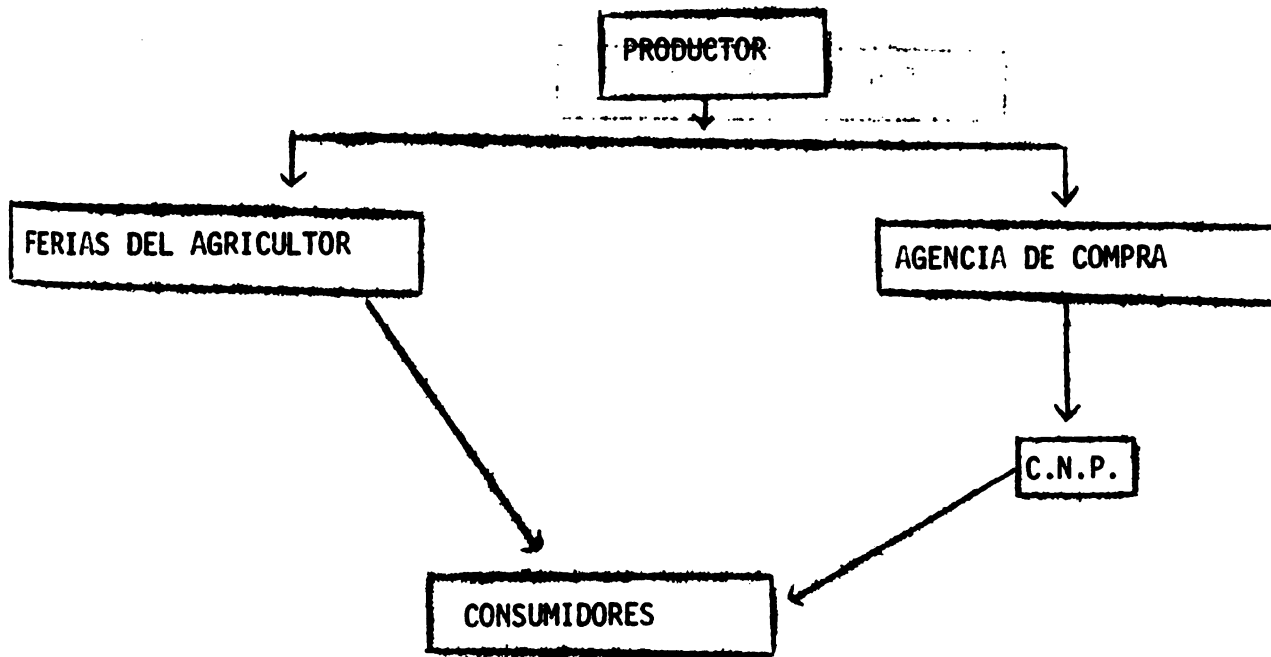 PRODUCTOR
FERIAS DEL AGRICULTOR
AGENCIA DE COMPRA
C.N.P.
CONSUMIDORES